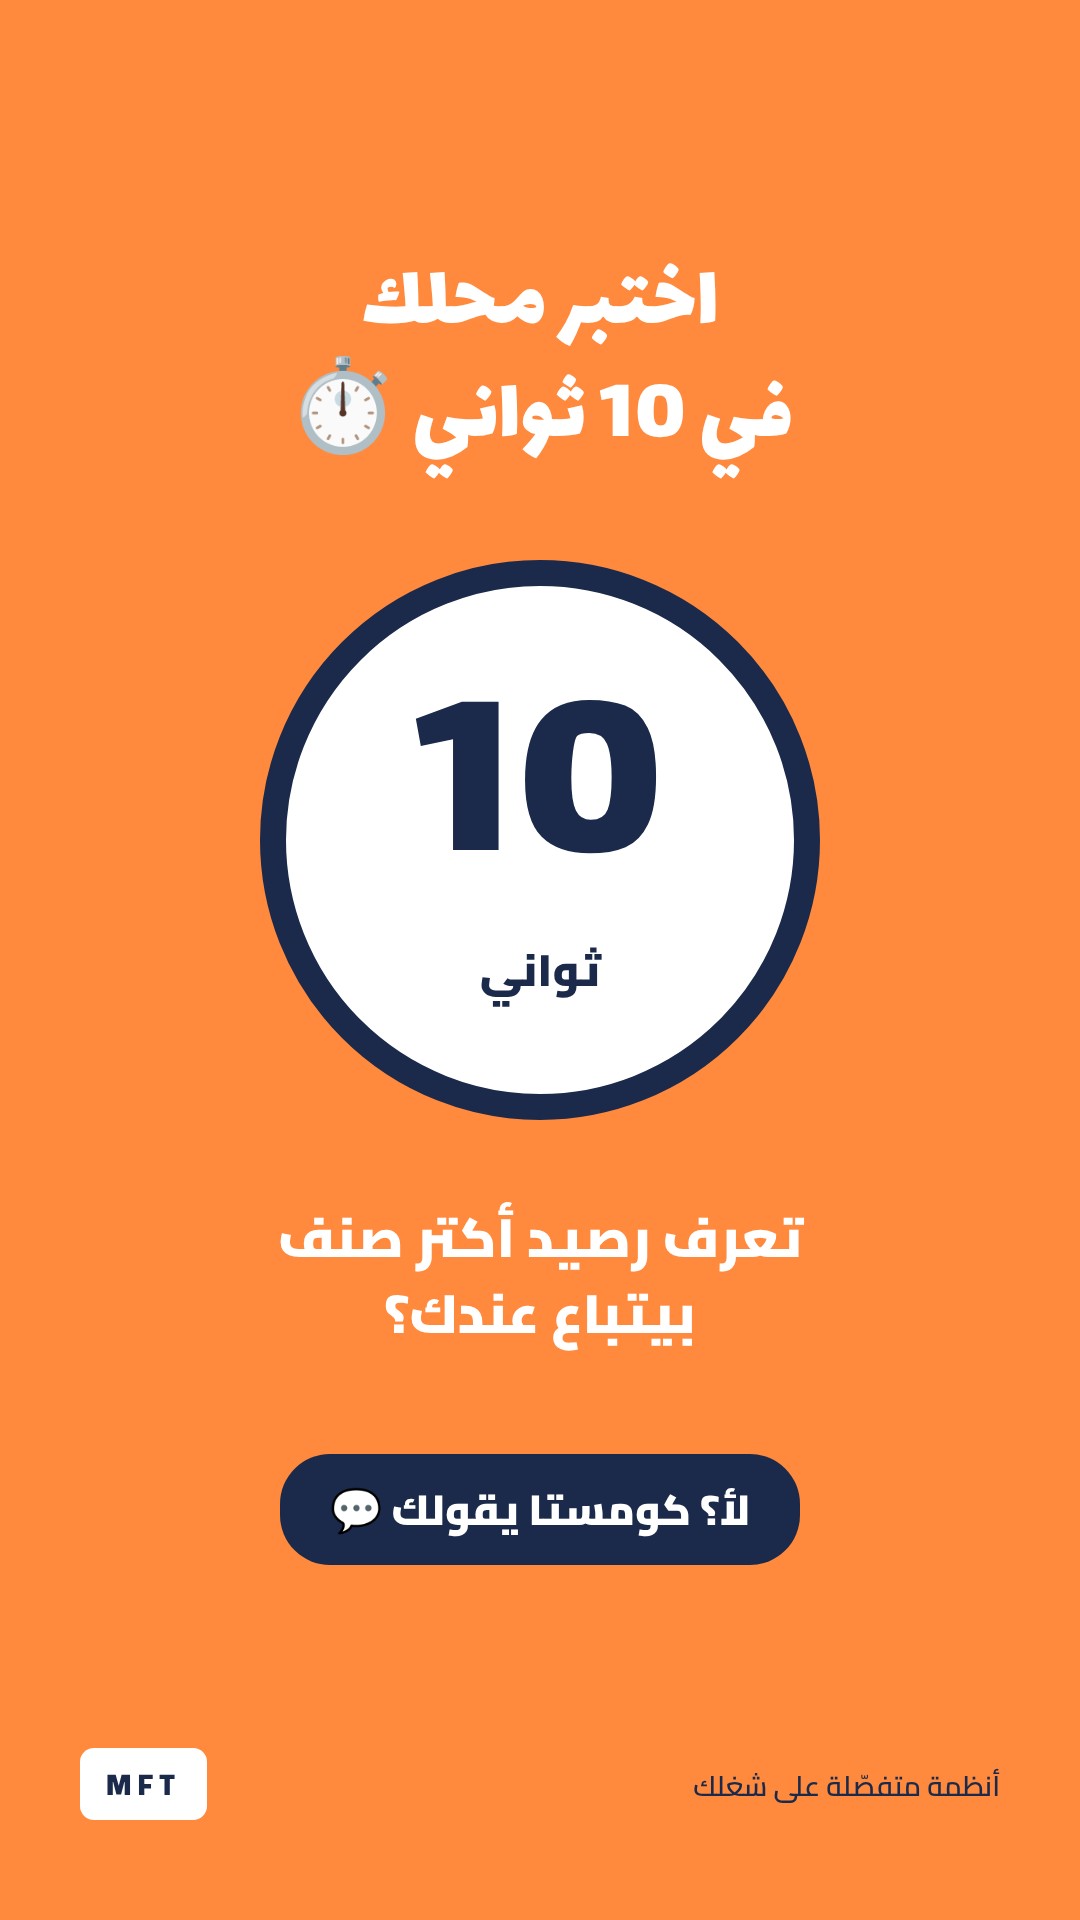 اختبر محلك
في 10 ثواني ⏱️
10
ثواني
تعرف رصيد أكتر صنف
بيتباع عندك؟
لأ؟ كومستا يقولك 💬
أنظمة متفصّلة على شغلك
MFT